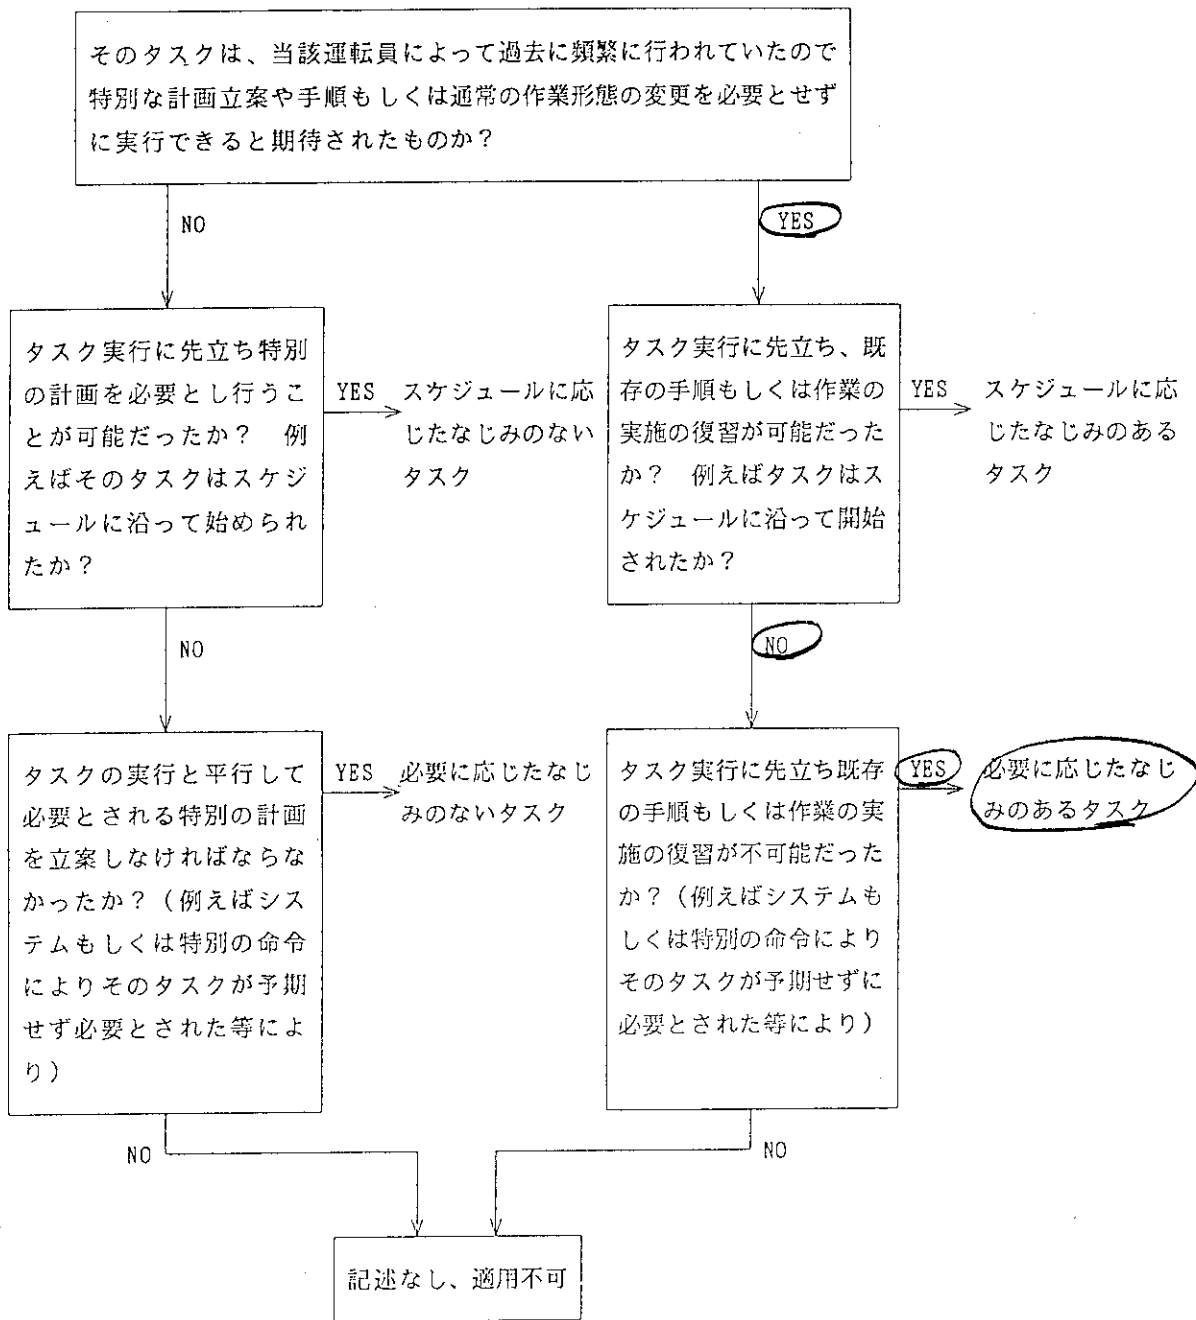 そのタスクは、当該運転員によって過去に頻繁に行われていたので
特別な計画立案や手順もしくは通常の作業形態の変更を必要とせず
に実行できると期待されたものか？
NO
YES
タスク実行に先立ち特別
の計画を必要とし行うこ
とが可能だったか？　例
えばそのタスクはスケジ
ュールに沿って始められ
たか？
YES
スケジュールに応
じたなじみのない
タスク
タスク実行に先立ち、既
存の手順もしくは作業の
実施の復習が可能だった
か？　例えばタスクはス
ケジュールに沿って開始
されたか？
YES
スケジュールに応
じたなじみのある
タスク
NO
NO
タスクの実行と平行して
必要とされる特別の計画
を立案しなければならな
かったか？（例えばシス
テムもしくは特別の命令
によりそのタスクが予期
せず必要とされた等によ
り）
YES
必要に応じたなじ
みのないタスク
タスク実行に先立ち既存
の手順もしくは作業の実
施の復習が不可能だった
か？（例えばシステムも
しくは特別の命令により
そのタスクが予期せずに
必要とされた等により）
YES
必要に応じたなじ
みのあるタスク
NO
NO
記述なし、適用不可